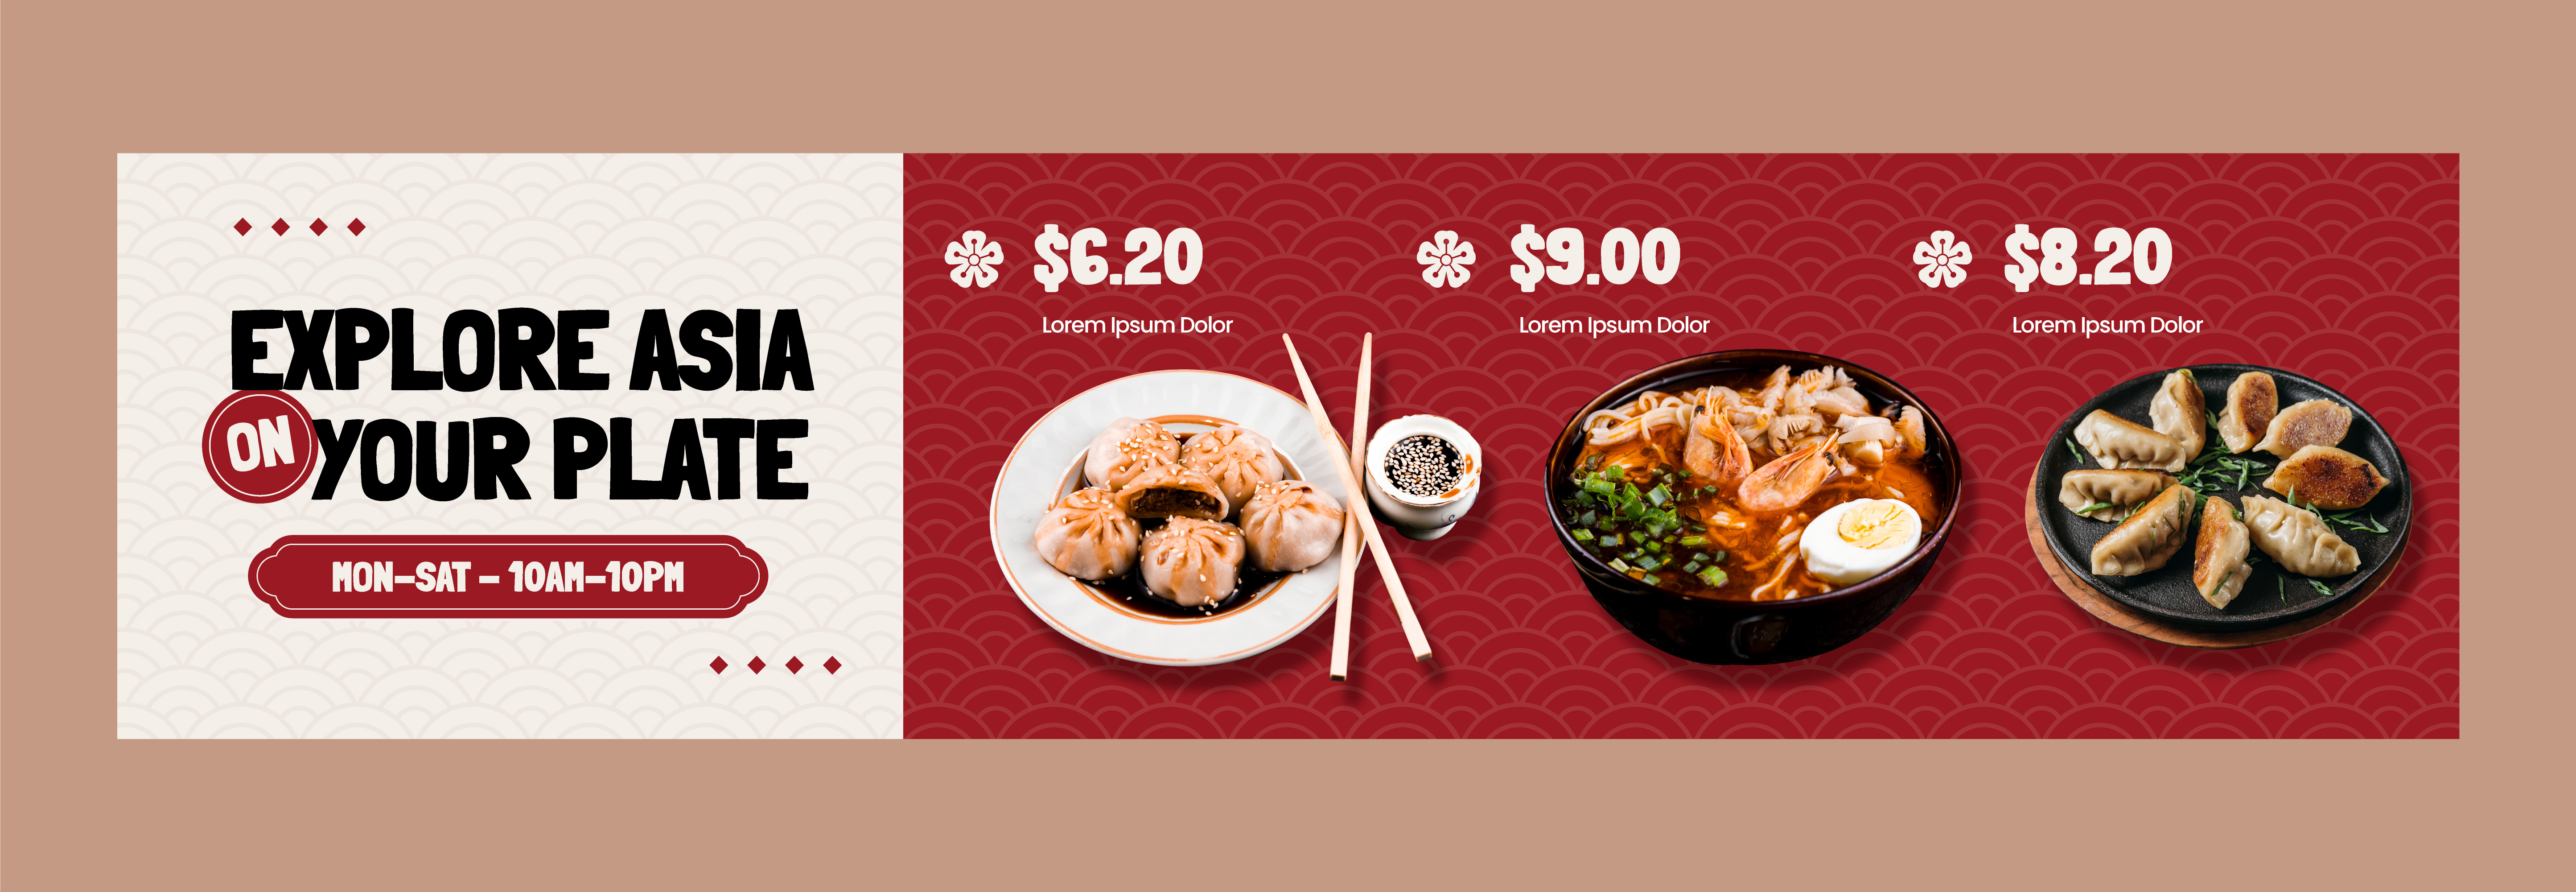 EXPLORE ASIA
ON YOUR PLATE
MON-SAT - 10AM-10PM
$6.20
Lorem Ipsum Dolor
$9.00
Lorem Ipsum Dolor
$8.20
Lorem Ipsum Dolor